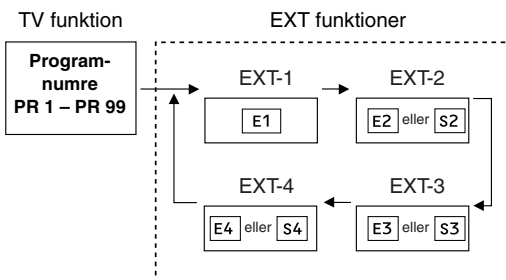 TV funktion
EXT funktioner
Program-
numre
PR 1 – PR 99
EXT-1
EXT-2
E1
E2 eller S2
EXT-4
EXT-3
E4 eller S4
E3 eller S3